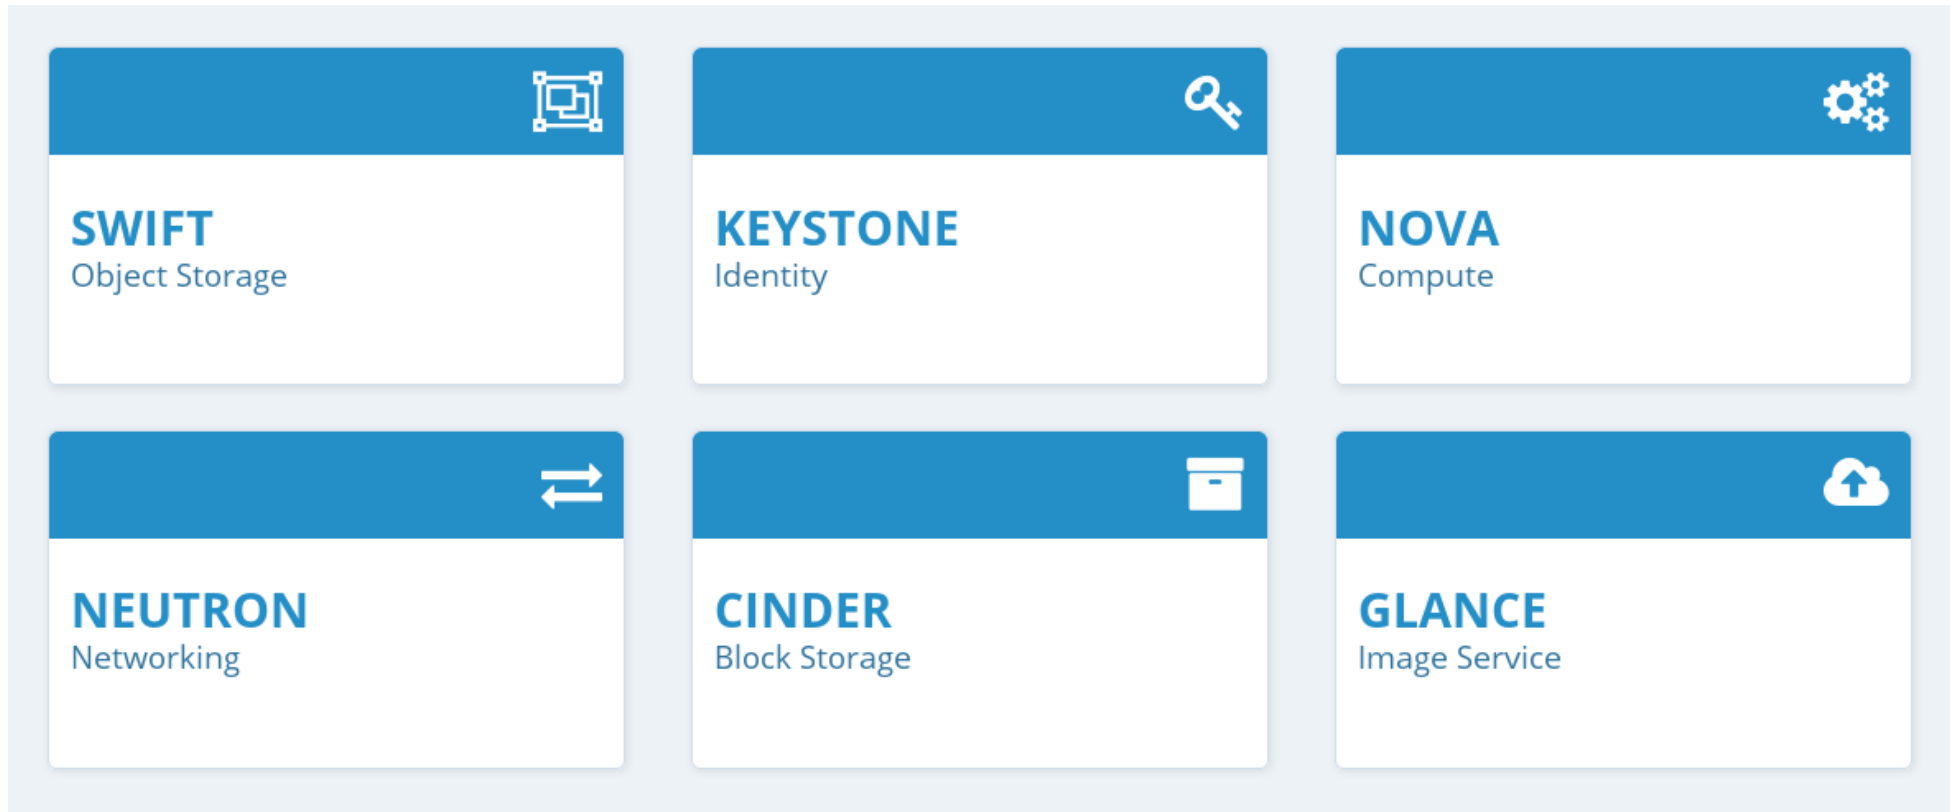 SWIFT
Object Storage
KEYSTONE
Identity
NOVA
Compute
NEUTRON
Networking
CINDER
Block Storage
GLANCE
Image Service